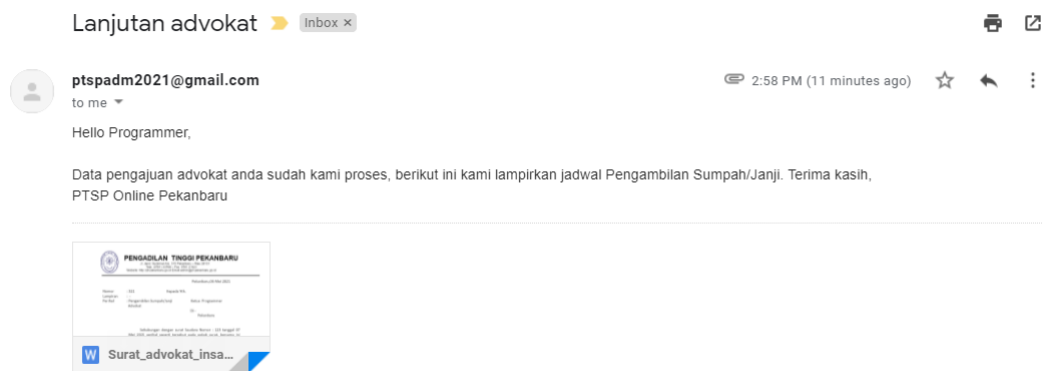 Lanjutan advokat Inbox ×
ptspadm2021@gmail.com 2:58 PM (11 minutes ago)
to me
Hello Programmer,
Data pengajuan advokat anda sudah kami proses, berikut ini kami lampirkan jadwal Pengambilan Sumpah/Janji. Terima kasih,
PTSP Online Pekanbaru
PENGADILAN TINGGI PEKANBARU
W Surat_advokat_insa...